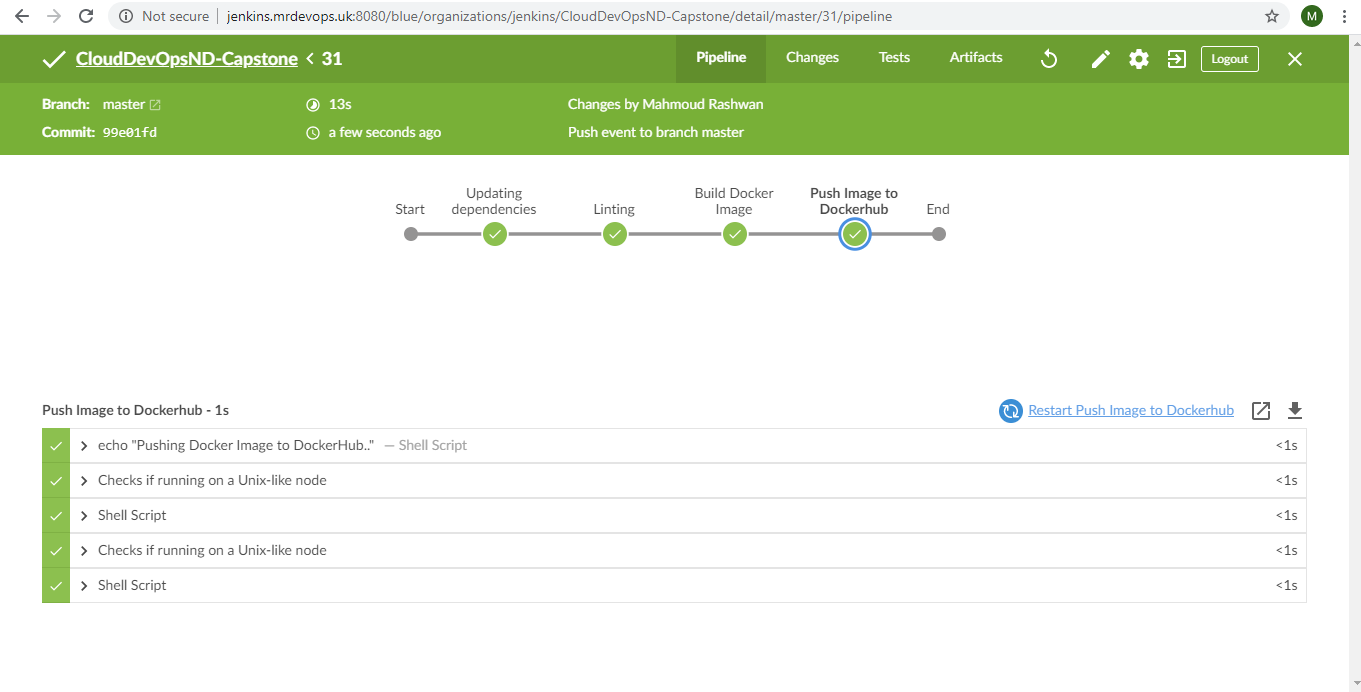 Not secure | jenkins.mrdevops.uk:8080/blue/organizations/jenkins/CloudDevOpsND-Capstone/detail/master/31/pipeline M
CloudDevOpsND-Capstone < 31 Pipeline Changes Tests Artifacts Logout
Branch: master 13s Changes by Mahmoud Rashwan
Commit: 99e01fd a few seconds ago Push event to branch master
Start
Updating
dependencies
Linting
Build Docker
Image
Push Image to
Dockerhub
End
Push Image to Dockerhub - 1s Restart Push Image to Dockerhub
echo "Pushing Docker Image to DockerHub.." — Shell Script <1s
Checks if running on a Unix-like node <1s
Shell Script <1s
Checks if running on a Unix-like node <1s
Shell Script <1s